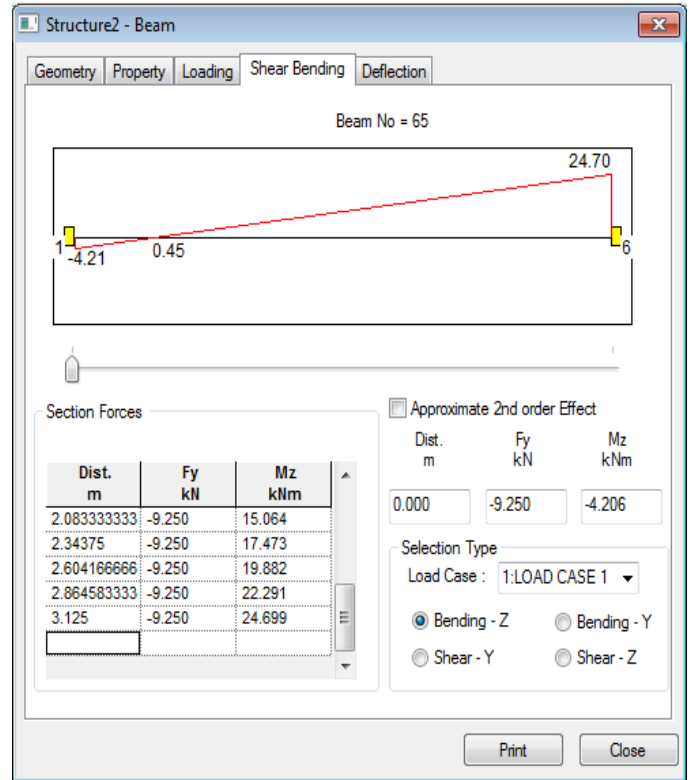 Structure2 - Beam
Geometry Property Loading Shear Bending Deflection
Beam No = 65
24.70
1 -4.21 0.45 6
Section Forces
Dist. m Fy kN Mz kNm
2.083333333 -9.250 15.064
2.34375 -9.250 17.473
2.604166666 -9.250 19.882
2.864583333 -9.250 22.291
3.125 -9.250 24.699
Approximate 2nd order Effect
Dist. m Fy kN Mz kNm
0.000 -9.250 -4.206
Selection Type
Load Case : 1:LOAD CASE 1
Bending - Z Bending - Y
Shear - Y Shear - Z
Print Close